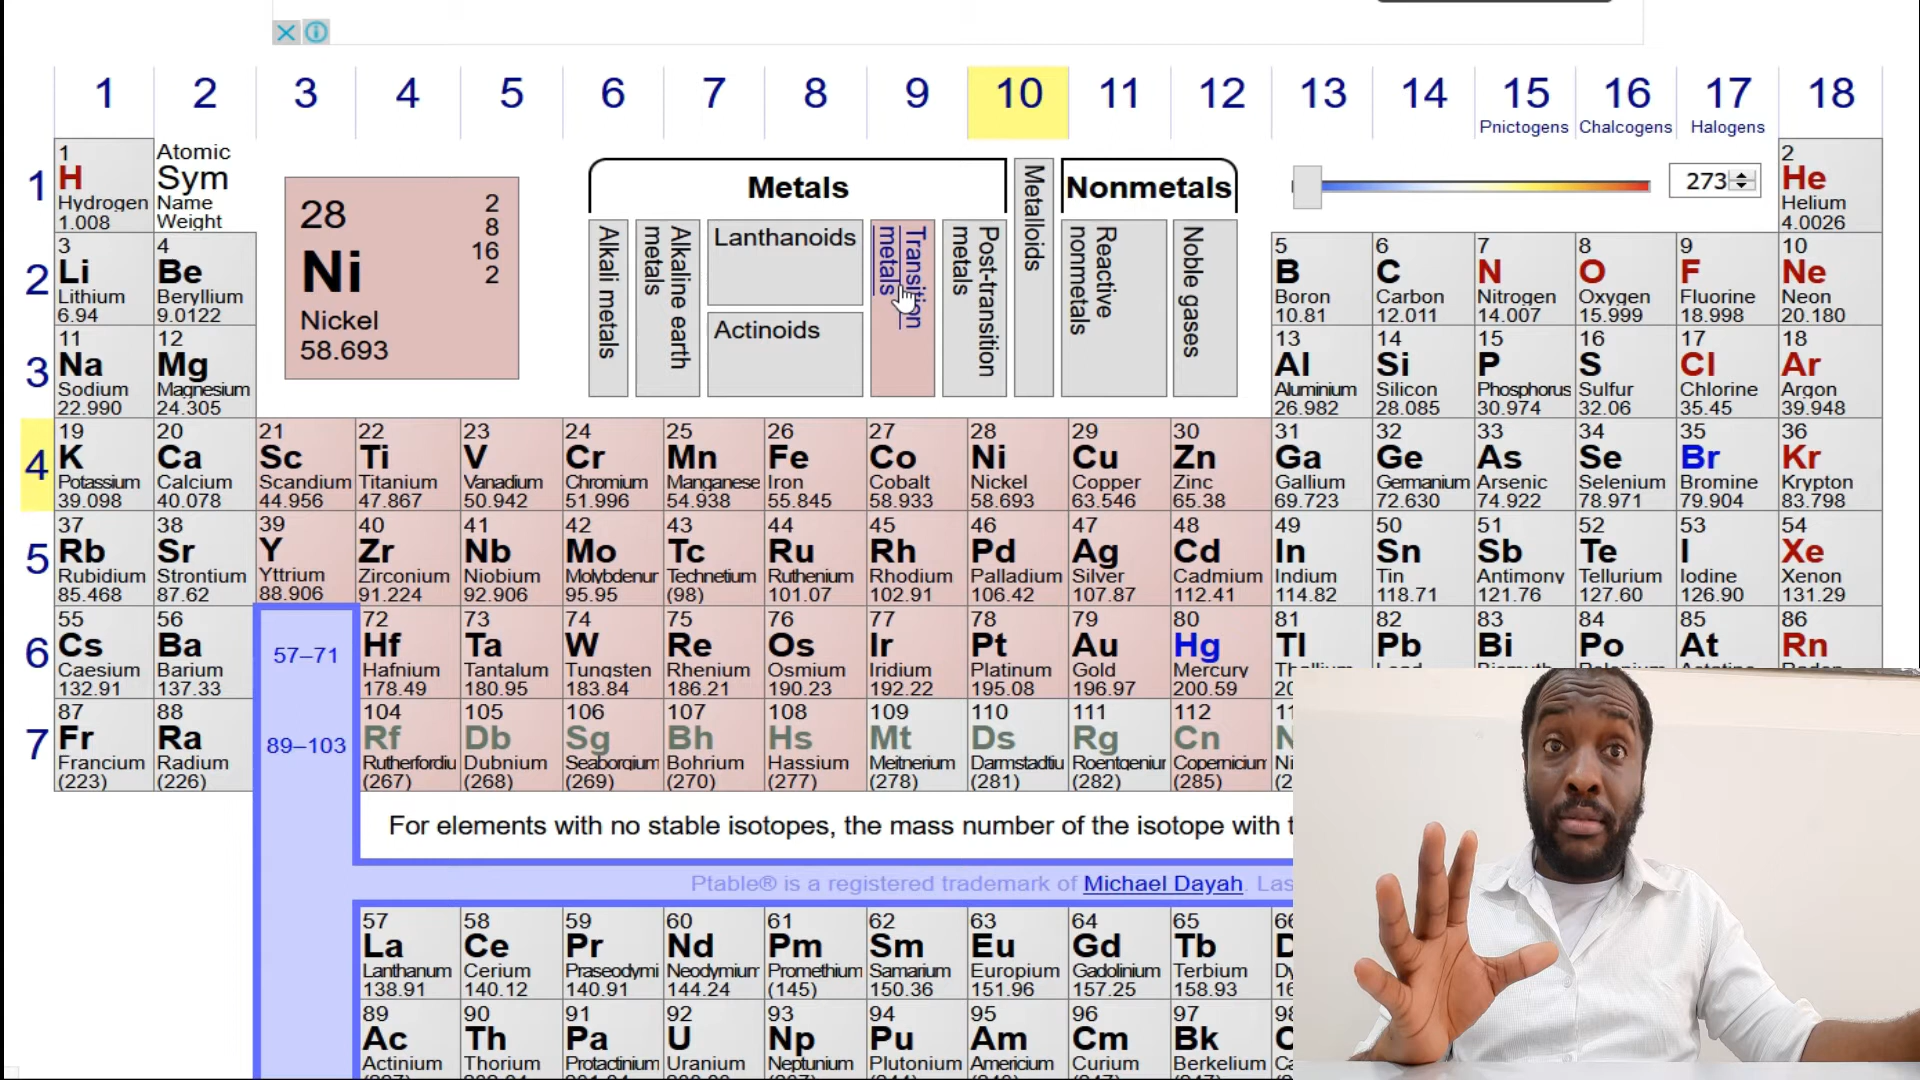 1 2 3 4 5 6 7 8 9 10 11 12 13 14 15 16 17 18
Pnictogens Chalcogens Halogens
1
1
H
Hydrogen
1.008
Atomic
Sym
Name
Weight
28
Ni
Nickel
58.693
2
8
16
2
Metals
Alkali metals
Alkaline earth metals
Lanthanoids
Actinoids
Transition metals
Post-transition metals
Metalloids
Nonmetals
Reactive nonmetals
Noble gases
273
2
He
Helium
4.0026
2
3 4 5 6 7 8 9 10
Li Be B C N O F Ne
Lithium Beryllium Boron Carbon Nitrogen Oxygen Fluorine Neon
6.94 9.0122 10.81 12.011 14.007 15.999 18.998 20.180
3
11 12 13 14 15 16 17 18
Na Mg Al Si P S Cl Ar
Sodium Magnesium Aluminium Silicon Phosphorus Sulfur Chlorine Argon
22.990 24.305 26.982 28.085 30.974 32.06 35.45 39.948
4
19 20 21 22 23 24 25 26 27 28 29 30 31 32 33 34 35 36
K Ca Sc Ti V Cr Mn Fe Co Ni Cu Zn Ga Ge As Se Br Kr
Potassium Calcium Scandium Titanium Vanadium Chromium Manganese Iron Cobalt Nickel Copper Zinc Gallium Germanium Arsenic Selenium Bromine Krypton
39.098 40.078 44.956 47.867 50.942 51.996 54.938 55.845 58.933 58.693 63.546 65.38 69.723 72.630 74.922 78.971 79.904 83.798
5
37 38 39 40 41 42 43 44 45 46 47 48 49 50 51 52 53 54
Rb Sr Y Zr Nb Mo Tc Ru Rh Pd Ag Cd In Sn Sb Te I Xe
Rubidium Strontium Yttrium Zirconium Niobium Molybdenur Technetium Ruthenium Rhodium Palladium Silver Cadmium Indium Tin Antimony Tellurium Iodine Xenon
85.468 87.62 88.906 91.224 92.906 95.95 (98) 101.07 102.91 106.42 107.87 112.41 114.82 118.71 121.76 127.60 126.90 131.29
6
55 56 57–71 72 73 74 75 76 77 78 79 80 81 82 83 84 85 86
Cs Ba Hf Ta W Re Os Ir Pt Au Hg Tl Pb Bi Po At Rn
Caesium Barium Hafnium Tantalum Tungsten Rhenium Osmium Iridium Platinum Gold Mercury
132.91 137.33 178.49 180.95 183.84 186.21 190.23 192.22 195.08 196.97 200.59 20
7
87 88 89–103 104 105 106 107 108 109 110 111 112 11
Fr Ra Rf Db Sg Bh Hs Mt Ds Rg Cn N
Francium Radium Rutherfordiu Dubnium Seaborgium Bohrium Hassium Meitnerium Darmstadtiu Roentgeniur Copernicium Ni
(223) (226) (267) (268) (269) (270) (277) (278) (281) (282) (285) (2
For elements with no stable isotopes, the mass number of the isotope with t
Ptable® is a registered trademark of Michael Dayah. Las
57 58 59 60 61 62 63 64 65 66
La Ce Pr Nd Pm Sm Eu Gd Tb D
Lanthanum Cerium Praseodymi Neodymium Promethium Samarium Europium Gadolinium Terbium Dy
138.91 140.12 140.91 144.24 (145) 150.36 151.96 157.25 158.93 16
89 90 91 92 93 94 95 96 97 98
Ac Th Pa U Np Pu Am Cm Bk C
Actinium Thorium Protactinium Uranium Neptunium Plutonium Americium Curium Berkelium Ca